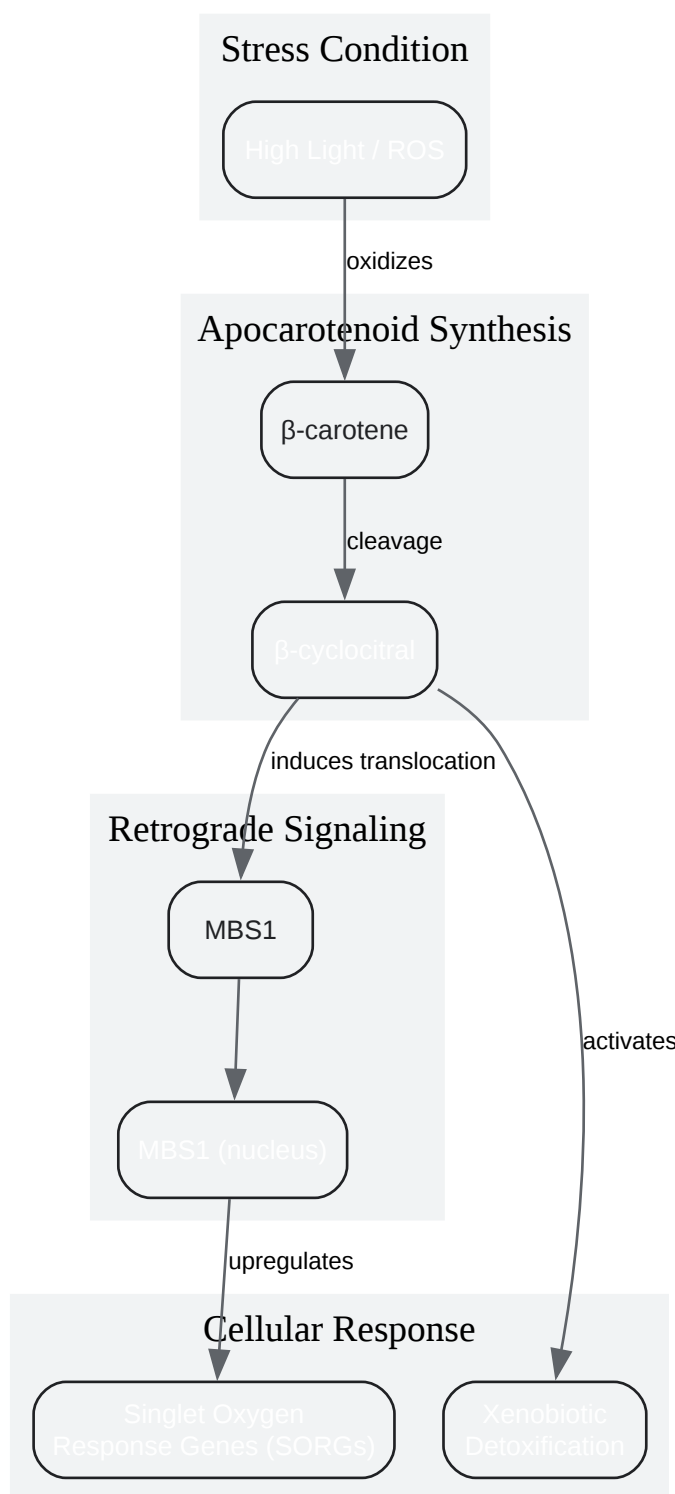 Stress Condition
High Light / ROS
oxidizes
Apocarotenoid Synthesis
β-carotene
cleavage
β-cyclocitral
induces translocation
Retrograde Signaling
MBS1
activates
MBS1 (nucleus)
upregulates
Cellular Response
Singlet Oxygen
Response Genes (SORGs)
Xenobiotic
Detoxification